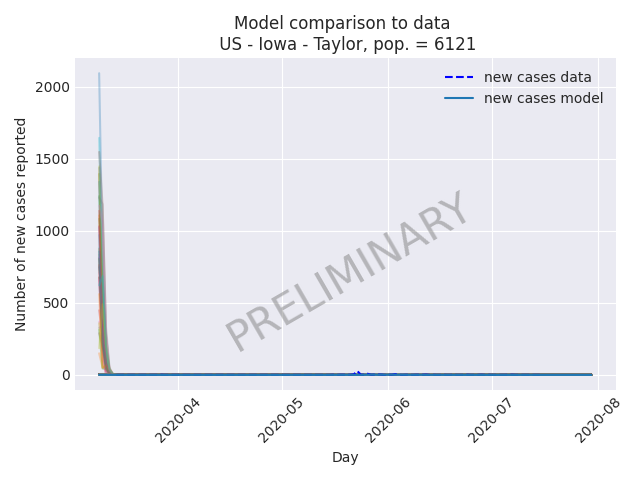 Model comparison to data
US - Iowa - Taylor, pop. = 6121
new cases data
new cases model
2000
1500
1000
500
0
Number of new cases reported
PRELIMINARY
2020-04
2020-05
2020-06
2020-07
2020-08
Day